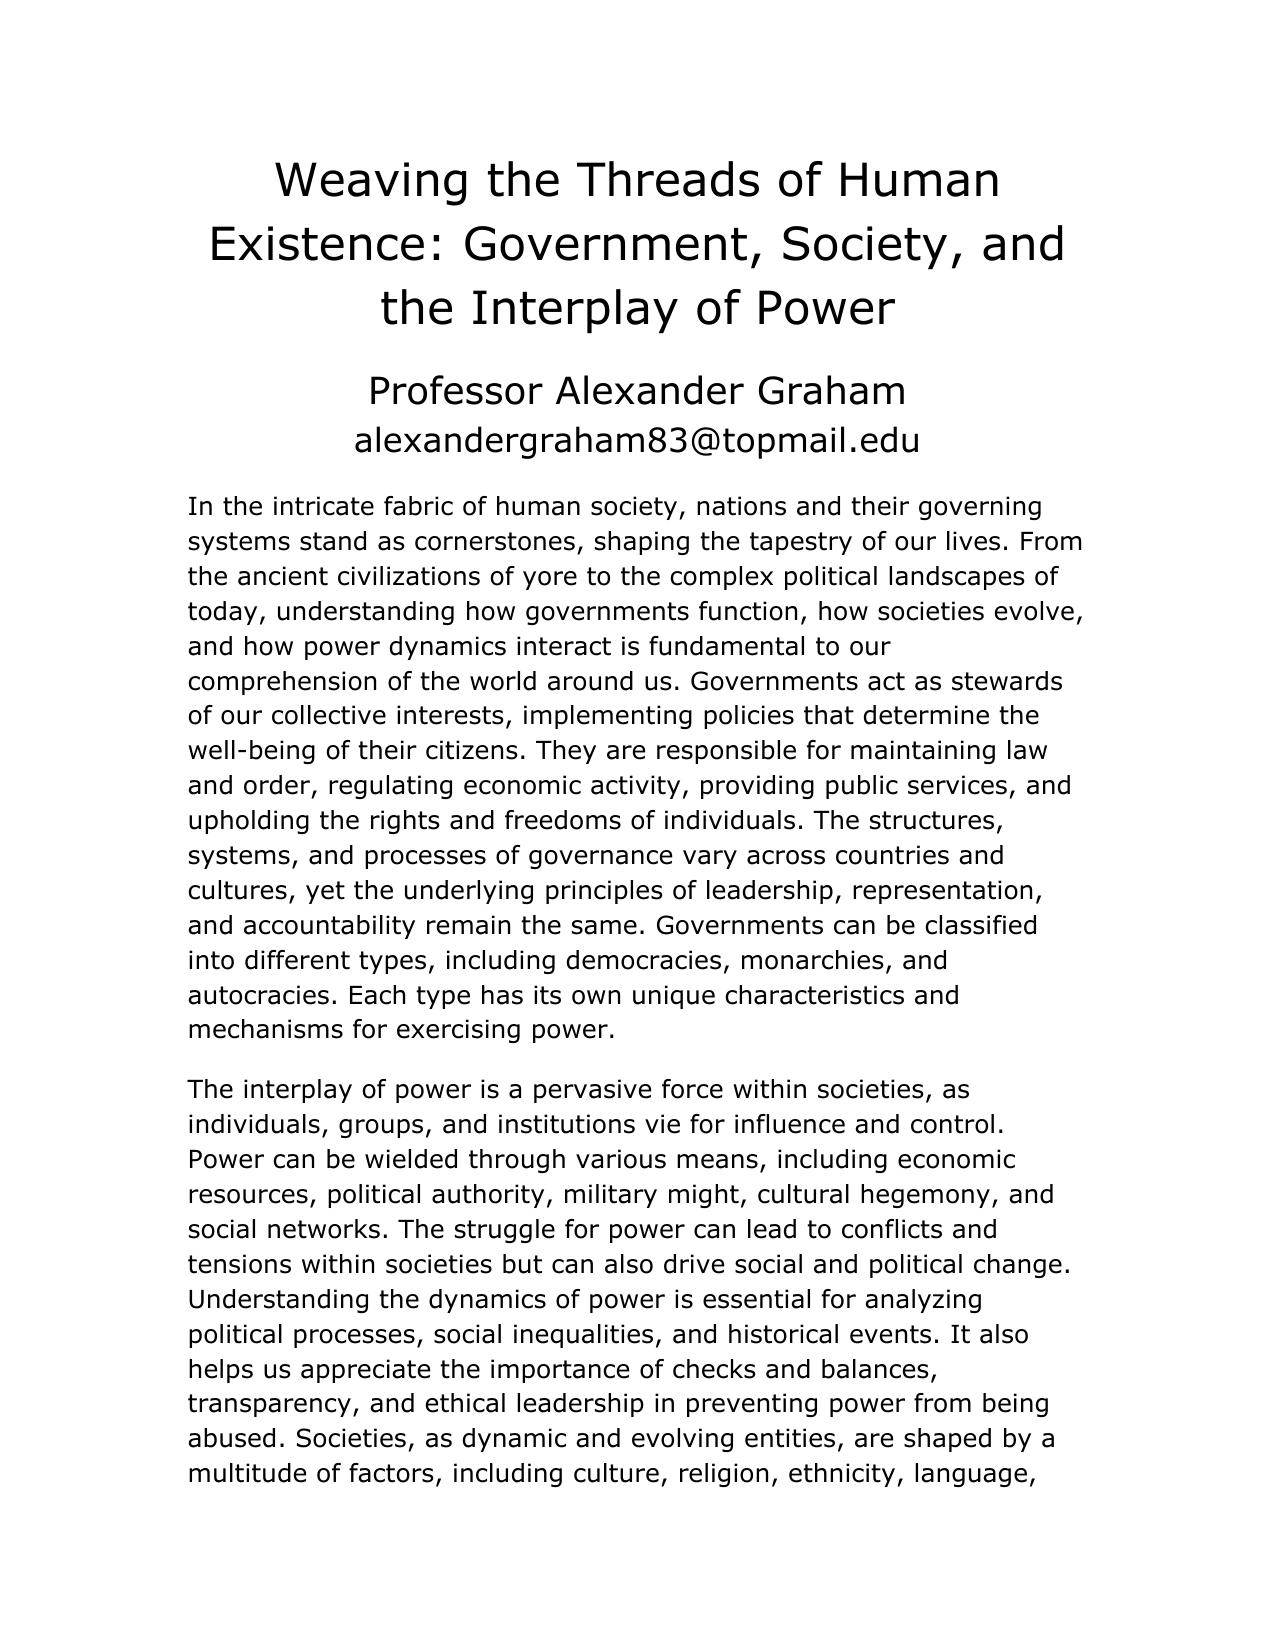 Weaving the Threads of Human
Existence: Government, Society, and
the Interplay of Power
Professor Alexander Graham
alexandergraham83@topmail.edu
In the intricate fabric of human society, nations and their governing
systems stand as cornerstones, shaping the tapestry of our lives. From
the ancient civilizations of yore to the complex political landscapes of
today, understanding how governments function, how societies evolve,
and how power dynamics interact is fundamental to our
comprehension of the world around us. Governments act as stewards
of our collective interests, implementing policies that determine the
well-being of their citizens. They are responsible for maintaining law
and order, regulating economic activity, providing public services, and
upholding the rights and freedoms of individuals. The structures,
systems, and processes of governance vary across countries and
cultures, yet the underlying principles of leadership, representation,
and accountability remain the same. Governments can be classified
into different types, including democracies, monarchies, and
autocracies. Each type has its own unique characteristics and
mechanisms for exercising power.
The interplay of power is a pervasive force within societies, as
individuals, groups, and institutions vie for influence and control.
Power can be wielded through various means, including economic
resources, political authority, military might, cultural hegemony, and
social networks. The struggle for power can lead to conflicts and
tensions within societies but can also drive social and political change.
Understanding the dynamics of power is essential for analyzing
political processes, social inequalities, and historical events. It also
helps us appreciate the importance of checks and balances,
transparency, and ethical leadership in preventing power from being
abused. Societies, as dynamic and evolving entities, are shaped by a
multitude of factors, including culture, religion, ethnicity, language,